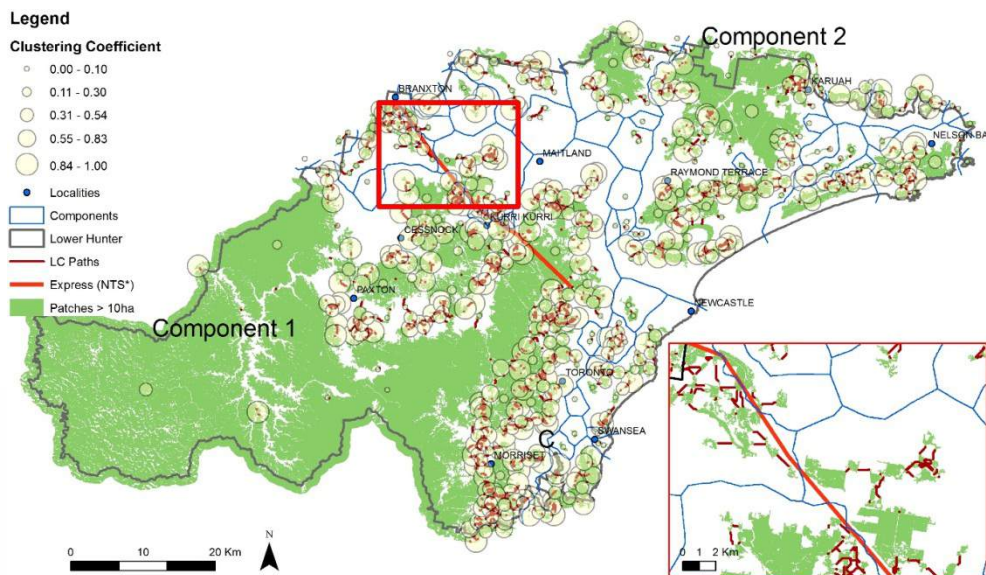 Legend
Clustering Coefficient
0.00 - 0.10
0.11 - 0.30
0.31 - 0.54
0.55 - 0.83
0.84 - 1.00
Localities
Components
Lower Hunter
LC Paths
Express (NTS*)
Patches > 10ha
Component 2
KARUAH
BRANXTON
NELSON BA
MAITLAND
RAYMOND TERRACE
KURRI KURRI
CESSNOCK
PAXTON
NEWCASTLE
Component 1
TORONTO
C
SWANSEA
MORRISET
N
0 10 20 Km
0 1 2 Km